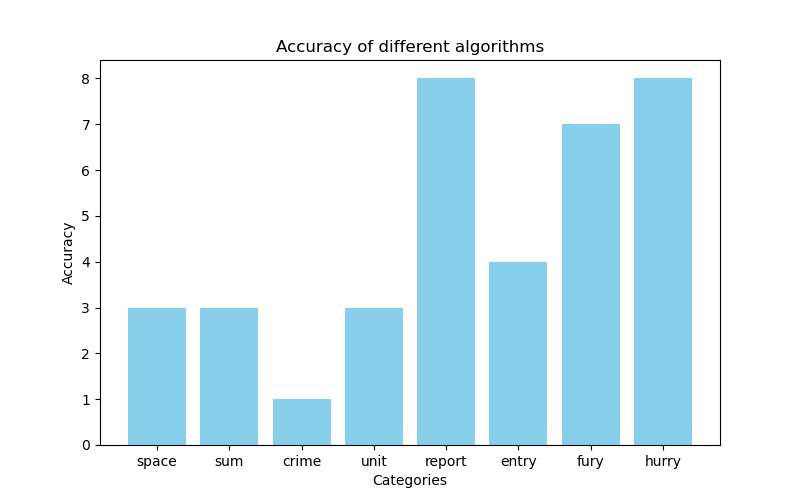 Accuracy of different algorithms
8
7
6
5
4
3
2
1
0
Accuracy
space sum crime unit report entry fury hurry
Categories